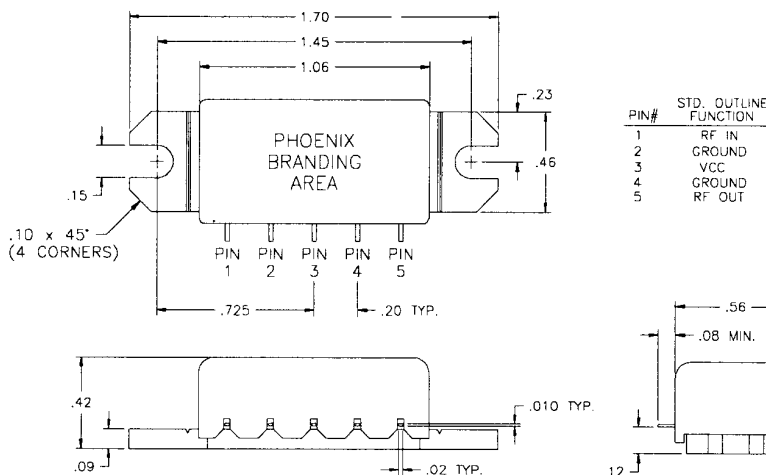 1.70
1.45
1.06
.23
PHOENIX
BRANDING
AREA
.46
.15
.10 x 45°
(4 CORNERS)
PIN PIN PIN PIN PIN
1 2 3 4 5
.725
.20 TYP.
STD. OUTLINE
PIN# FUNCTION
1 RF IN
2 GROUND
3 VCC
4 GROUND
5 RF OUT
.42
.09
.010 TYP.
.02 TYP.
.56
.08 MIN.
.12